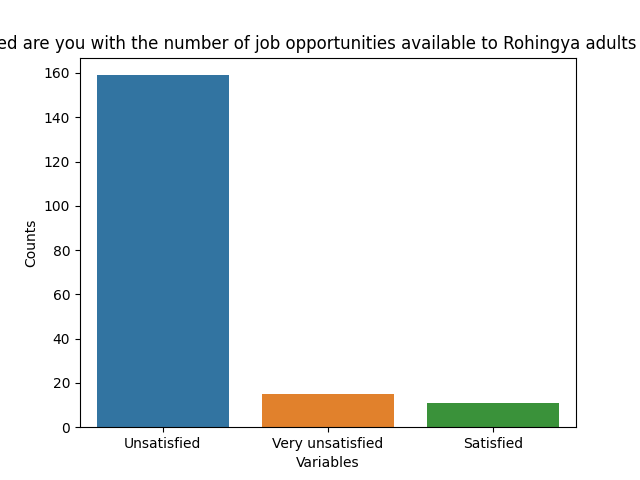 ed are you with the number of job opportunities available to Rohingya adults
160
140
120
100
80
60
40
20
0
Counts
Unsatisfied Very unsatisfied Satisfied
Variables